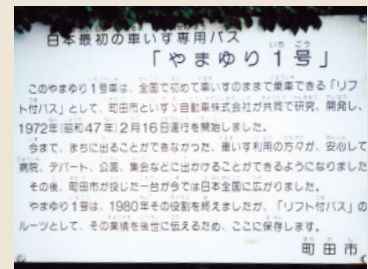 日本最初の車いす専用バス
「やまゆり1号」
このやまゆり1号車は、全国で初めて車いすのままで乗車できる「リフ
ト付バス」として、町田市といすゞ自動車株式会社が共同で研究、開発し、
1972年(昭和47年)2月16日運行を開始しました。
今まで、まちに出ることができなかった、車いす利用の方々が、安心して
病院、デパート、公園、集会などに出かけることができるようになりました
その後、町田市が投じた一台が今では日本全国に広がりました。
やまゆり1号は、1980年その役割を終えましたが、「リフト付バス」の
ルーツとして、その業績を後世に伝えるため、ここに保存します。
町田市